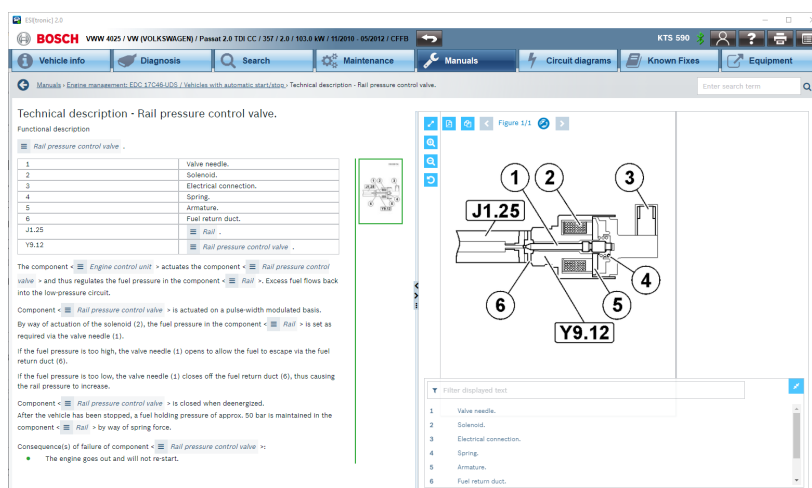 ESI[tronic] 2.0
BOSCH VWW 4025 / VW (VOLKSWAGEN) / Passat 2.0 TDI CC / 357 / 2.0 / 103.0 kW / 11/2010 - 05/2012 / CFFB
KTS 590
Vehicle info
Diagnosis
Search
Maintenance
Manuals
Circuit diagrams
Known Fixes
Equipment
Manuals › Engine management: EDC 17C46-UDS / Vehicles with automatic start/stop › Technical description - Rail pressure control valve.
Enter search term
Technical description - Rail pressure control valve.
Functional description
Rail pressure control valve .
1 Valve needle.
2 Solenoid.
3 Electrical connection.
4 Spring.
5 Armature.
6 Fuel return duct.
J1.25 Rail .
Y9.12 Rail pressure control valve .
The component < Engine control unit > actuates the component < Rail pressure control
valve > and thus regulates the fuel pressure in the component < Rail >. Excess fuel flows back
into the low-pressure circuit.
Component < Rail pressure control valve > is actuated on a pulse-width modulated basis.
By way of actuation of the solenoid (2), the fuel pressure in the component < Rail > is set as
required via the valve needle (1).
If the fuel pressure is too high, the valve needle (1) opens to allow the fuel to escape via the fuel
return duct (6).
If the fuel pressure is too low, the valve needle (1) closes off the fuel return duct (6), thus causing
the rail pressure to increase.
Component < Rail pressure control valve > is closed when deenergized.
After the vehicle has been stopped, a fuel holding pressure of approx. 50 bar is maintained in the
component < Rail > by way of spring force.
Consequence(s) of failure of component < Rail pressure control valve >:
• The engine goes out and will not re-start.
Figure 1/1
1
2
3
J1.25
4
6
5
Y9.12
Filter displayed text
1 Valve needle.
2 Solenoid.
3 Electrical connection.
4 Spring.
5 Armature.
6 Fuel return duct.